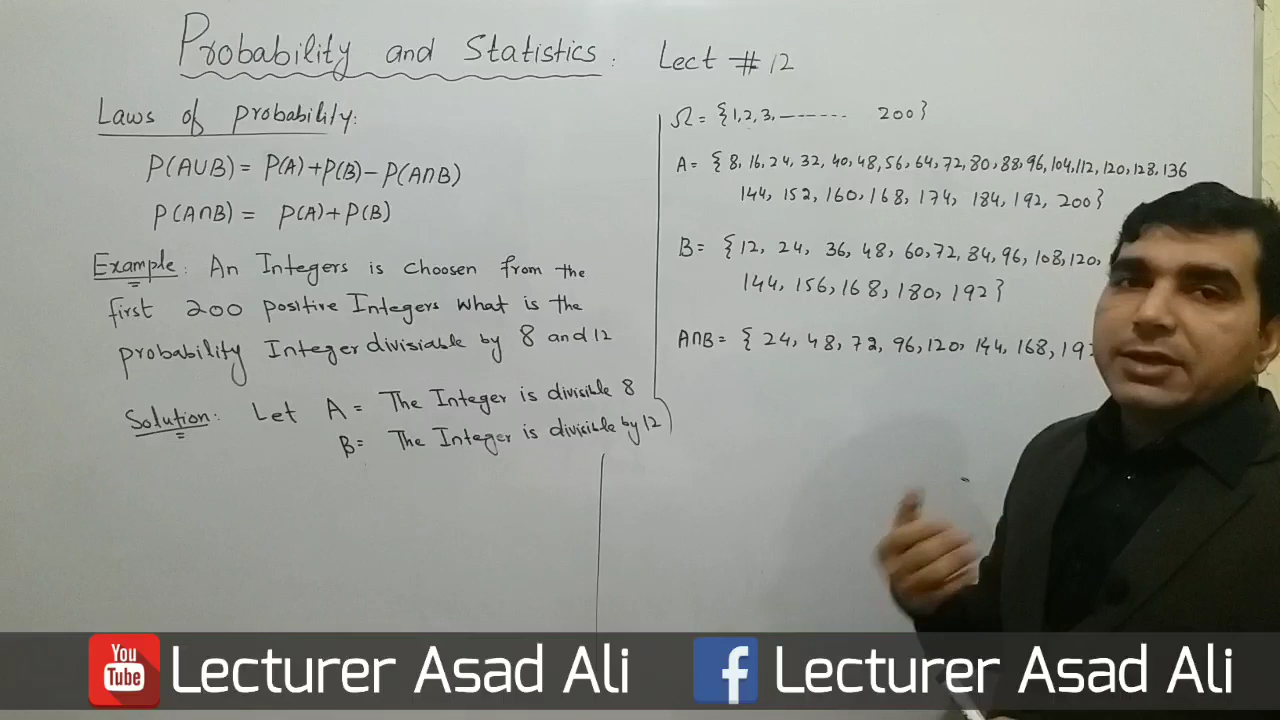 Probability and Statistics. Lect # 12
Laws of probability:
P(A∪B) = P(A)+P(B)-P(A∩B)
P(A∩B) = P(A)+P(B)
Example: An Integers is choosen from the
first 200 positive Integers what is the
probability Integer divisiable by 8 and 12
Solution: Let A = The Integer is divisible 8
B = The Integer is divisible by 12
Ω = {1,2,3,------- 200}
A = {8,16,24,32,40,48,56,64,72,80,88,96,104,112,120,128,136
144, 152, 160, 168, 174, 184, 192, 200}
B = {12, 24, 36, 48, 60, 72, 84, 96, 108, 120,
144, 156, 168, 180, 192}
A∩B = { 24, 48, 72, 96, 120, 144, 168,
You
Tube
Lecturer Asad Ali
f Lecturer Asad Ali